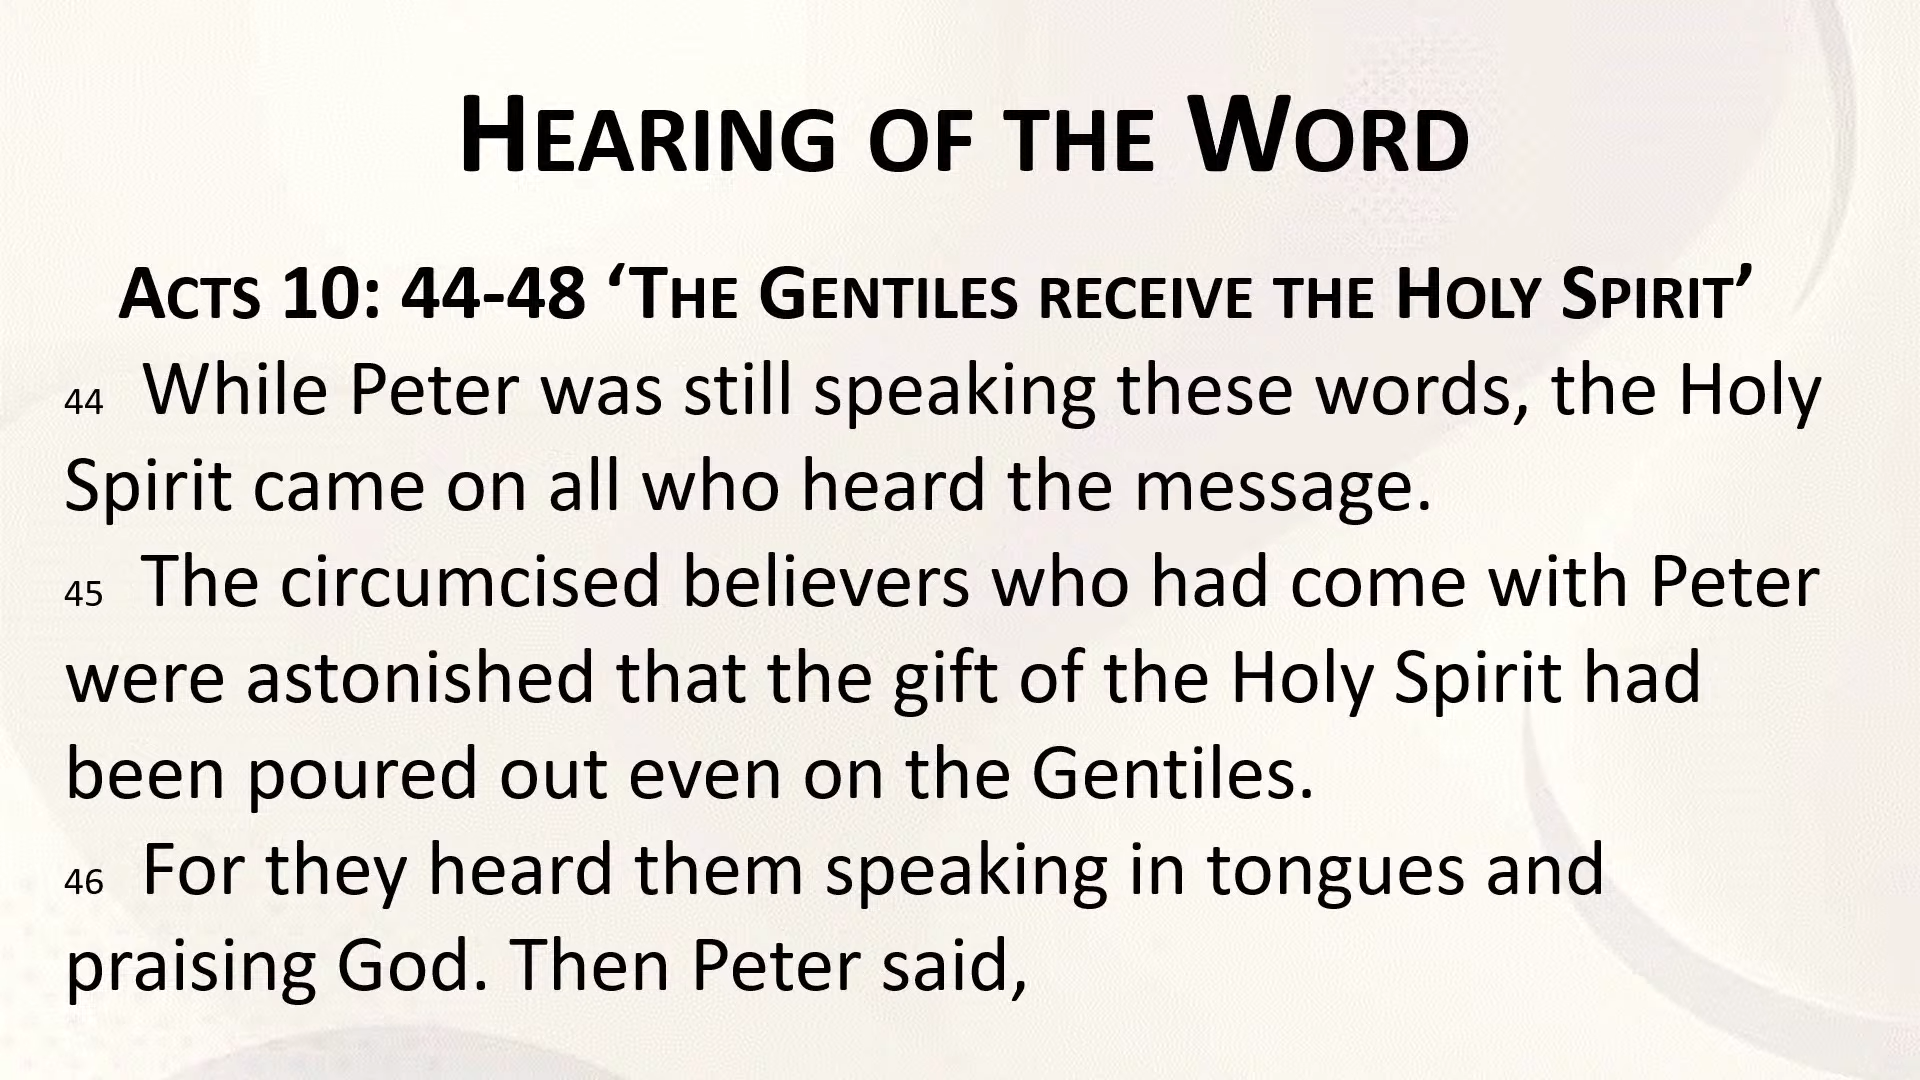 Hearing of the Word
Acts 10: 44-48 ‘The Gentiles receive the Holy Spirit’
44 While Peter was still speaking these words, the Holy
Spirit came on all who heard the message.
45 The circumcised believers who had come with Peter
were astonished that the gift of the Holy Spirit had
been poured out even on the Gentiles.
46 For they heard them speaking in tongues and
praising God. Then Peter said,